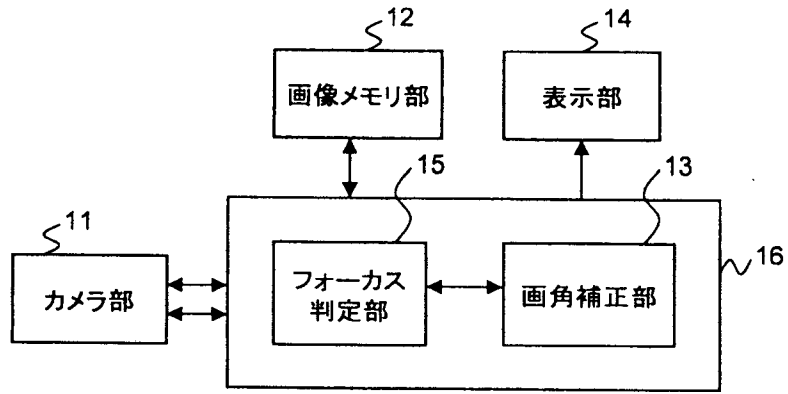 12
画像メモリ部
14
表示部
11
カメラ部
15
フォーカス
判定部
13
画角補正部
16